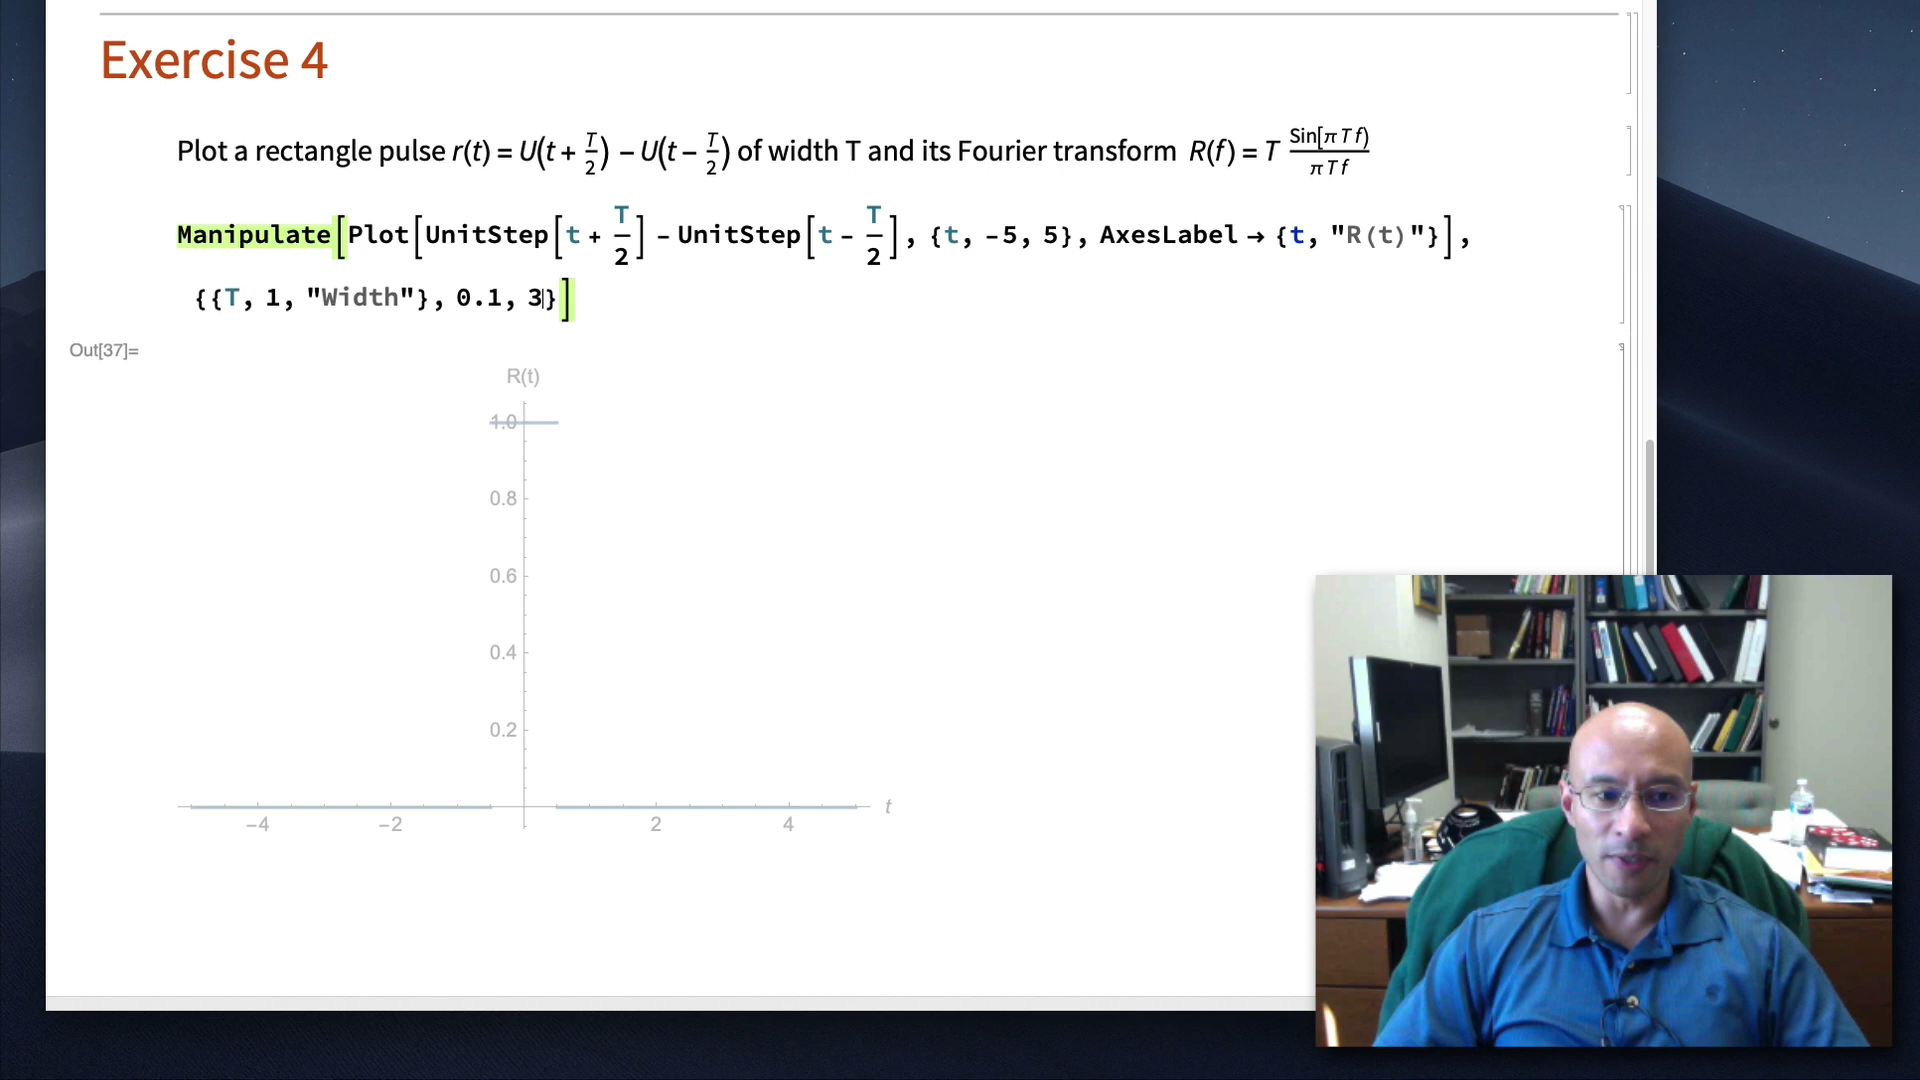 Exercise 4
Plot a rectangle pulse r(t) = U(t + T/2) − U(t − T/2) of width T and its Fourier transform R(f) = T Sin[π T f) / π T f
Manipulate[Plot[UnitStep[t + T/2] − UnitStep[t − T/2], {t, -5, 5}, AxesLabel → {t, "R(t)"}],
{{T, 1, "Width"}, 0.1, 3}]
Out[37]=
R(t)
1.0
0.8
0.6
0.4
0.2
−4 −2 2 4 t